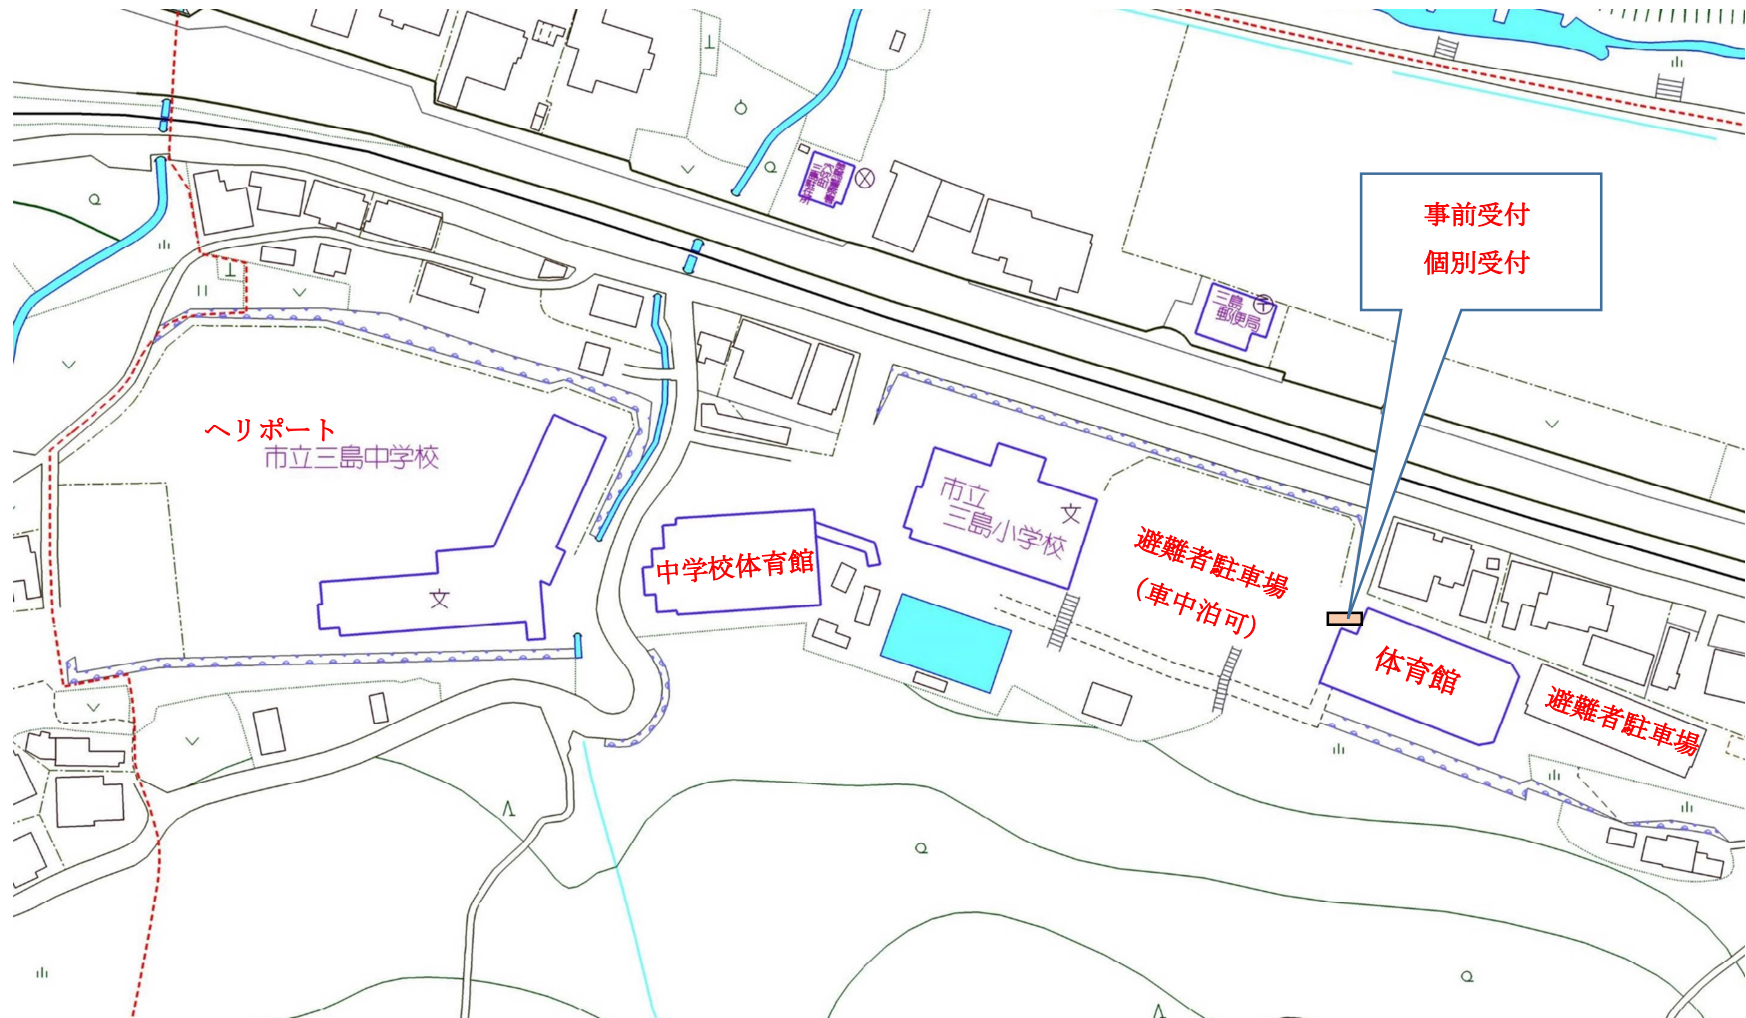 事前受付
個別受付
三島
郵便局
ヘリポート
市立三島中学校
文
中学校体育館
市立
三島小学校
文
避難者駐車場
(車中泊可)
体育館
避難者駐車場